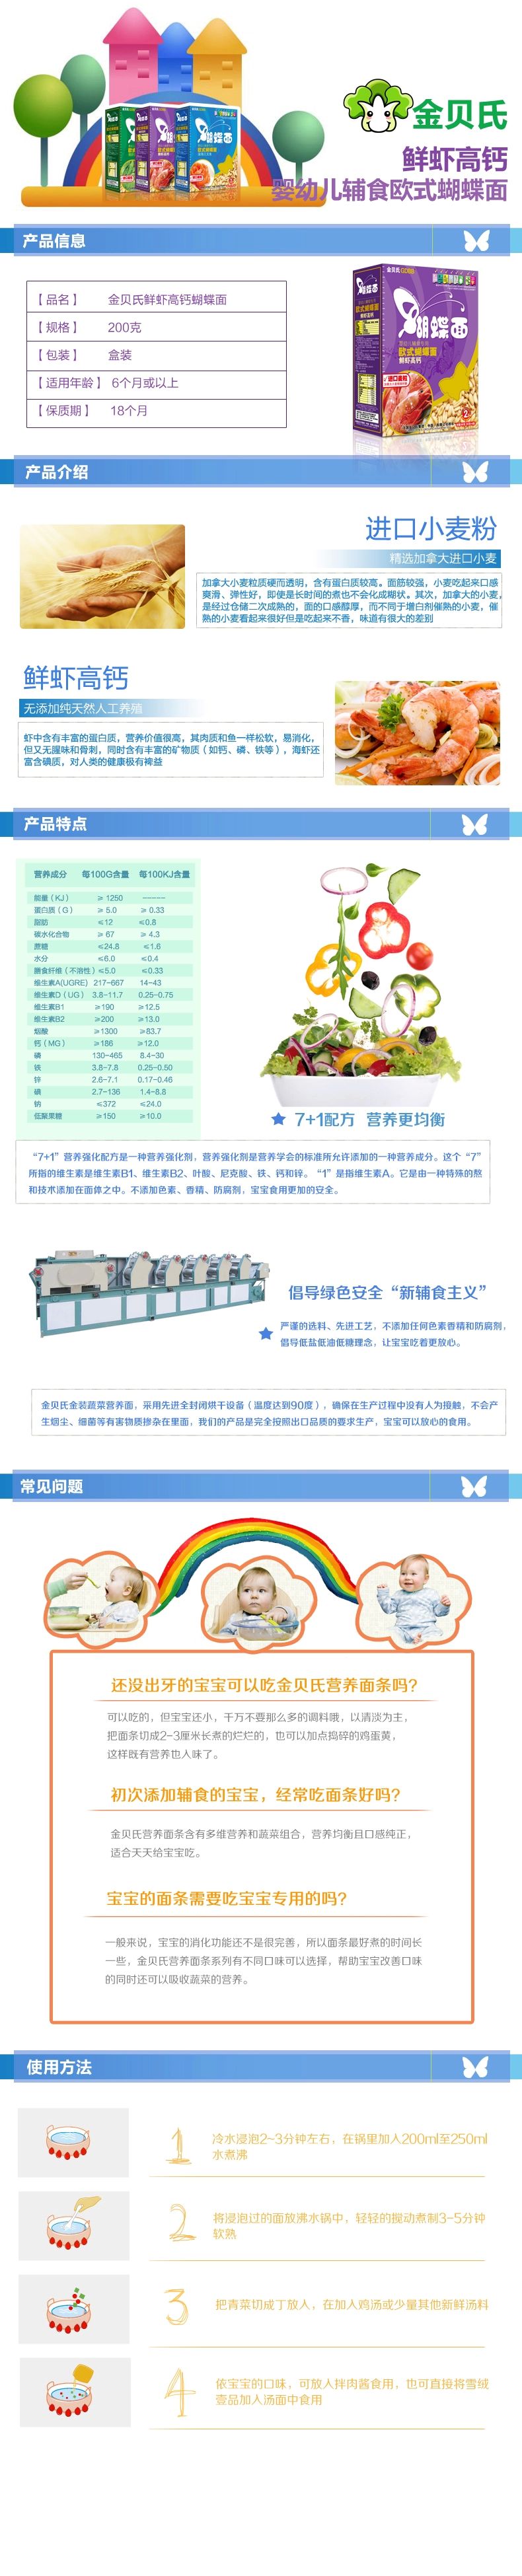 金贝氏
鲜虾高钙
婴幼儿辅食欧式蝴蝶面
产品信息
【品名】 金贝氏鲜虾高钙蝴蝶面
【规格】 200克
【包装】 盒装
【适用年龄】 6个月或以上
【保质期】 18个月
金贝氏
蝴蝶面
欧式蝴蝶面
鲜虾高钙
产品介绍
进口小麦粉
精选加拿大进口小麦
加拿大小麦粒质硬而透明，含有蛋白质较高。面筋较强，小麦吃起来口感
爽滑、弹性好，即使是长时间的煮也不会化成糊状。其次，加拿大的小麦，
是经过仓储二次成熟的，面的口感醇厚，而不同于增白剂催熟的小麦，催
熟的小麦看起来很好但是吃起来不香，味道有很大的差别
鲜虾高钙
无添加纯天然人工养殖
虾中含有丰富的蛋白质，营养价值很高，其肉质和鱼一样松软，易消化，
但又无腥味和骨刺，同时含有丰富的矿物质（如钙、磷、铁等），海虾还
富含碘质，对人类的健康极有裨益
产品特点
营养成分 每100G含量 每100KJ含量
能量（KJ） ≥1250 -----
蛋白质（G） ≥5.0 ≥0.33
脂肪 ≤12 ≤0.8
碳水化合物 ≥67 ≥4.3
蔗糖 ≤24.8 ≤1.6
水分 ≤6.0 ≤0.4
膳食纤维（不溶性）≤5.0 ≤0.33
维生素A(UGRE) 217-667 14-43
维生素D（UG） 3.8-11.7 0.25-0.75
维生素B1 ≥190 ≥12.5
维生素B2 ≥200 ≥13.0
烟酸 ≥1300 ≥83.7
钙（MG） ≥186 ≥12.0
磷 130-465 8.4-30
铁 3.8-7.8 0.25-0.50
锌 2.6-7.1 0.17-0.46
碘 2.7-136 1.4-8.8
钠 ≤372 ≤24.0
低聚果糖 ≥150 ≥10.0
7+1配方 营养更均衡
“7+1”营养强化配方是一种营养强化剂，营养强化剂是营养学会的标准所允许添加的一种营养成分。这个“7”
所指的维生素是维生素B1、维生素B2、叶酸、尼克酸、铁、钙和锌。“1”是指维生素A。它是由一种特殊的熬
和技术添加在面体之中。不添加色素、香精、防腐剂，宝宝食用更加的安全。
倡导绿色安全“新辅食主义”
严谨的选料、先进工艺，不添加任何色素香精和防腐剂，
倡导低盐低油低糖理念，让宝宝吃着更放心。
金贝氏金装蔬菜营养面，采用先进全封闭烘干设备（温度达到90度），确保在生产过程中没有人为接触，不会产
生烟尘、细菌等有害物质掺杂在里面，我们的产品是完全按照出口品质的要求生产，宝宝可以放心的食用。
常见问题
还没出牙的宝宝可以吃金贝氏营养面条吗？
可以吃的，但宝宝还小，千万不要那么多的调料哦，以清淡为主，
把面条切成2-3厘米长煮的烂烂的，也可以加点捣碎的鸡蛋黄，
这样既有营养也入味了。
初次添加辅食的宝宝，经常吃面条好吗？
金贝氏营养面条含有多维营养和蔬菜组合，营养均衡且口感纯正，
适合天天给宝宝吃。
宝宝的面条需要吃宝宝专用的吗？
一般来说，宝宝的消化功能还不是很完善，所以面条最好煮的时间长
一些，金贝氏营养面条系列有不同口味可以选择，帮助宝宝改善口味
的同时还可以吸收蔬菜的营养。
使用方法
1 冷水浸泡2~3分钟左右，在锅里加入200ml至250ml
水煮沸
2 将浸泡过的面放沸水锅中，轻轻的搅动煮制3-5分钟
软熟
3 把青菜切成丁放入，在加入鸡汤或少量其他新鲜汤料
4 依宝宝的口味，可放入拌肉酱食用，也可直接将雪绒
壹品加入汤面中食用